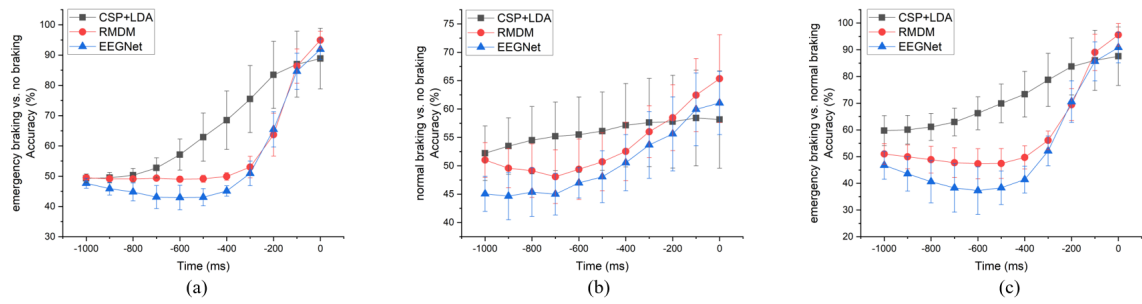 emergency braking vs. no braking
Accuracy (%)
100
90
80
70
60
50
40
30
CSP+LDA
RMDM
EEGNet
-1000
-800
-600
-400
-200
0
Time (ms)
(a)
normal braking vs. no braking
Accuracy (%)
75
70
65
60
55
50
45
40
CSP+LDA
RMDM
EEGNet
-1000
-800
-600
-400
-200
0
Time (ms)
(b)
emergency braking vs. normal braking
Accuracy (%)
100
90
80
70
60
50
40
30
20
CSP+LDA
RMDM
EEGNet
-1000
-800
-600
-400
-200
0
Time (ms)
(c)